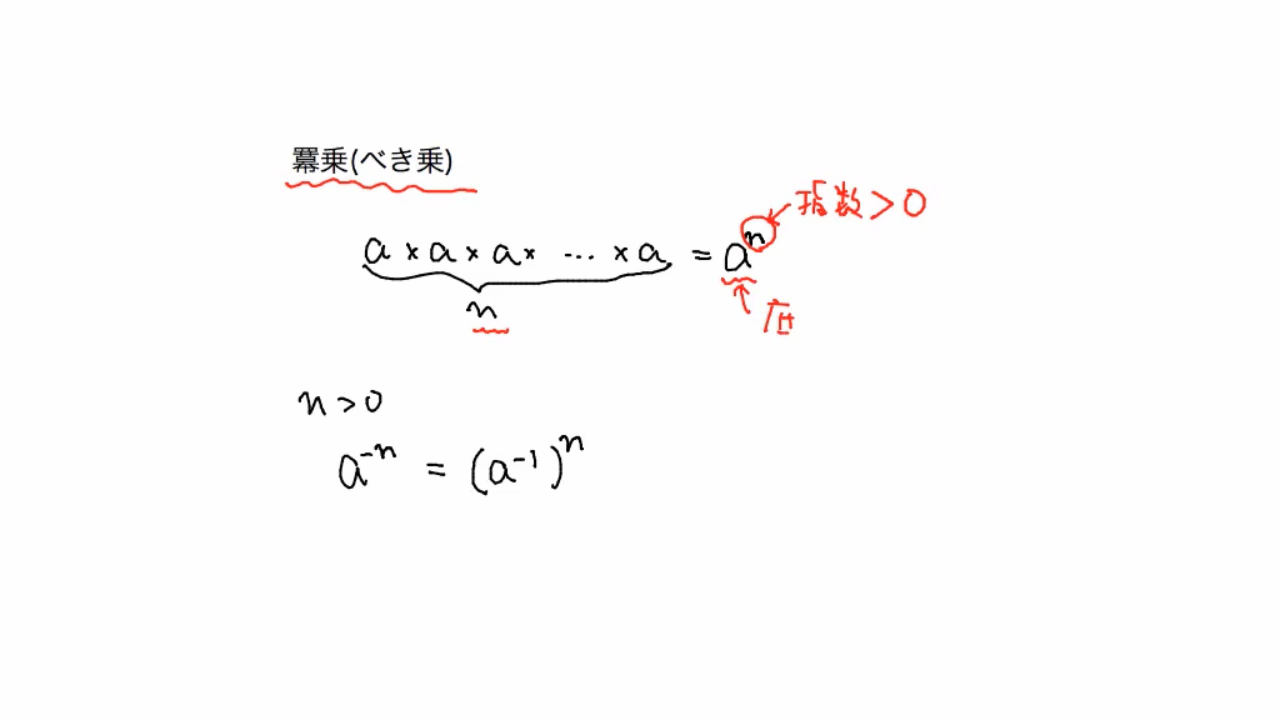 冪乗(べき乗)
指数 > 0
a × a × a × … × a = aⁿ
n
底
n > 0
a⁻ⁿ = (a⁻¹)ⁿ